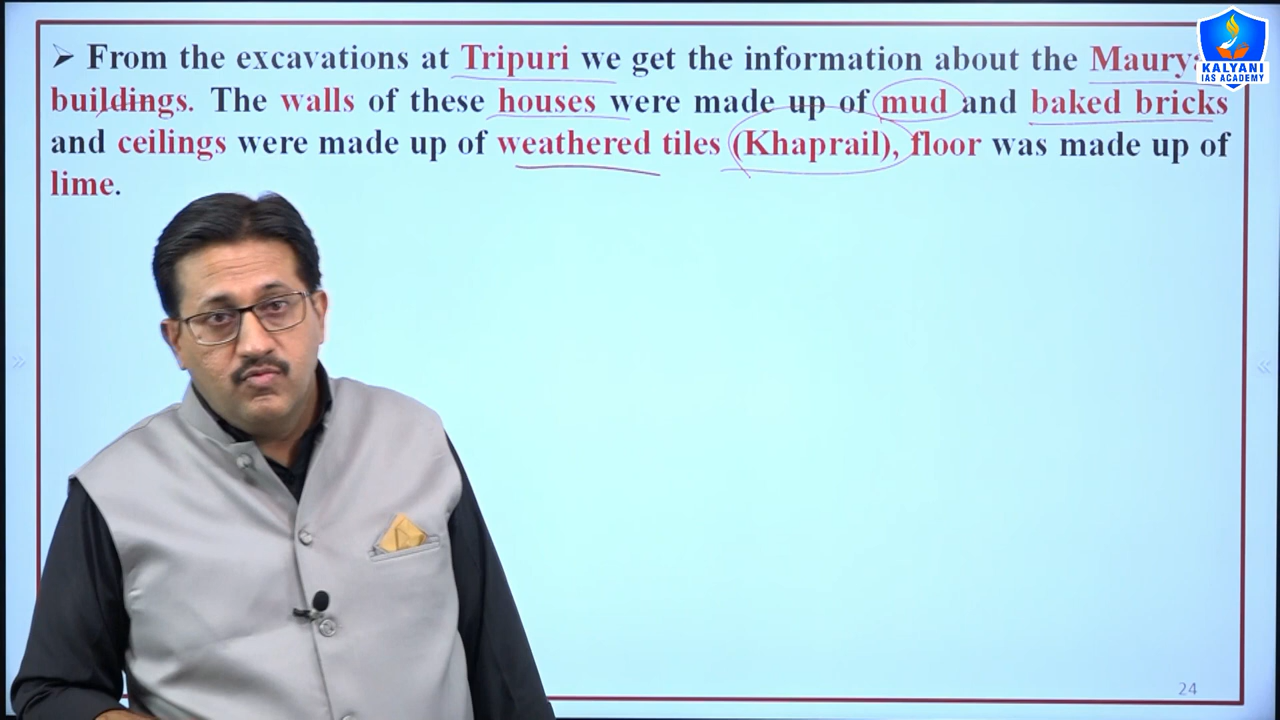 ➢ From the excavations at Tripuri we get the information about the Maurya
buildings. The walls of these houses were made up of mud and baked bricks
and ceilings were made up of weathered tiles (Khaprail), floor was made up of
lime.
KALYANI
IAS ACADEMY
24